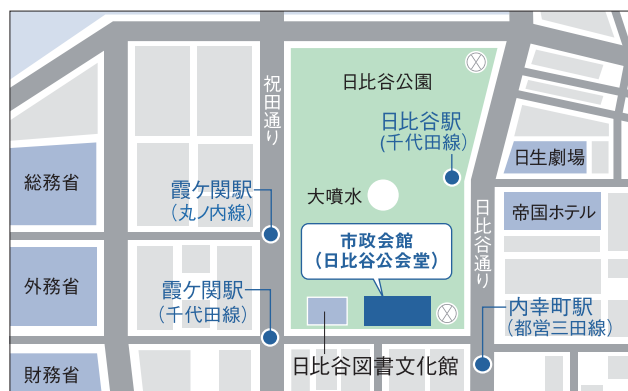 日比谷公園
祝田通り
日比谷駅
(千代田線)
日生劇場
総務省
霞ケ関駅
(丸ノ内線)
大噴水
日比谷通り
帝国ホテル
市政会館
(日比谷公会堂)
外務省
霞ケ関駅
(千代田線)
内幸町駅
(都営三田線)
日比谷図書文化館
財務省